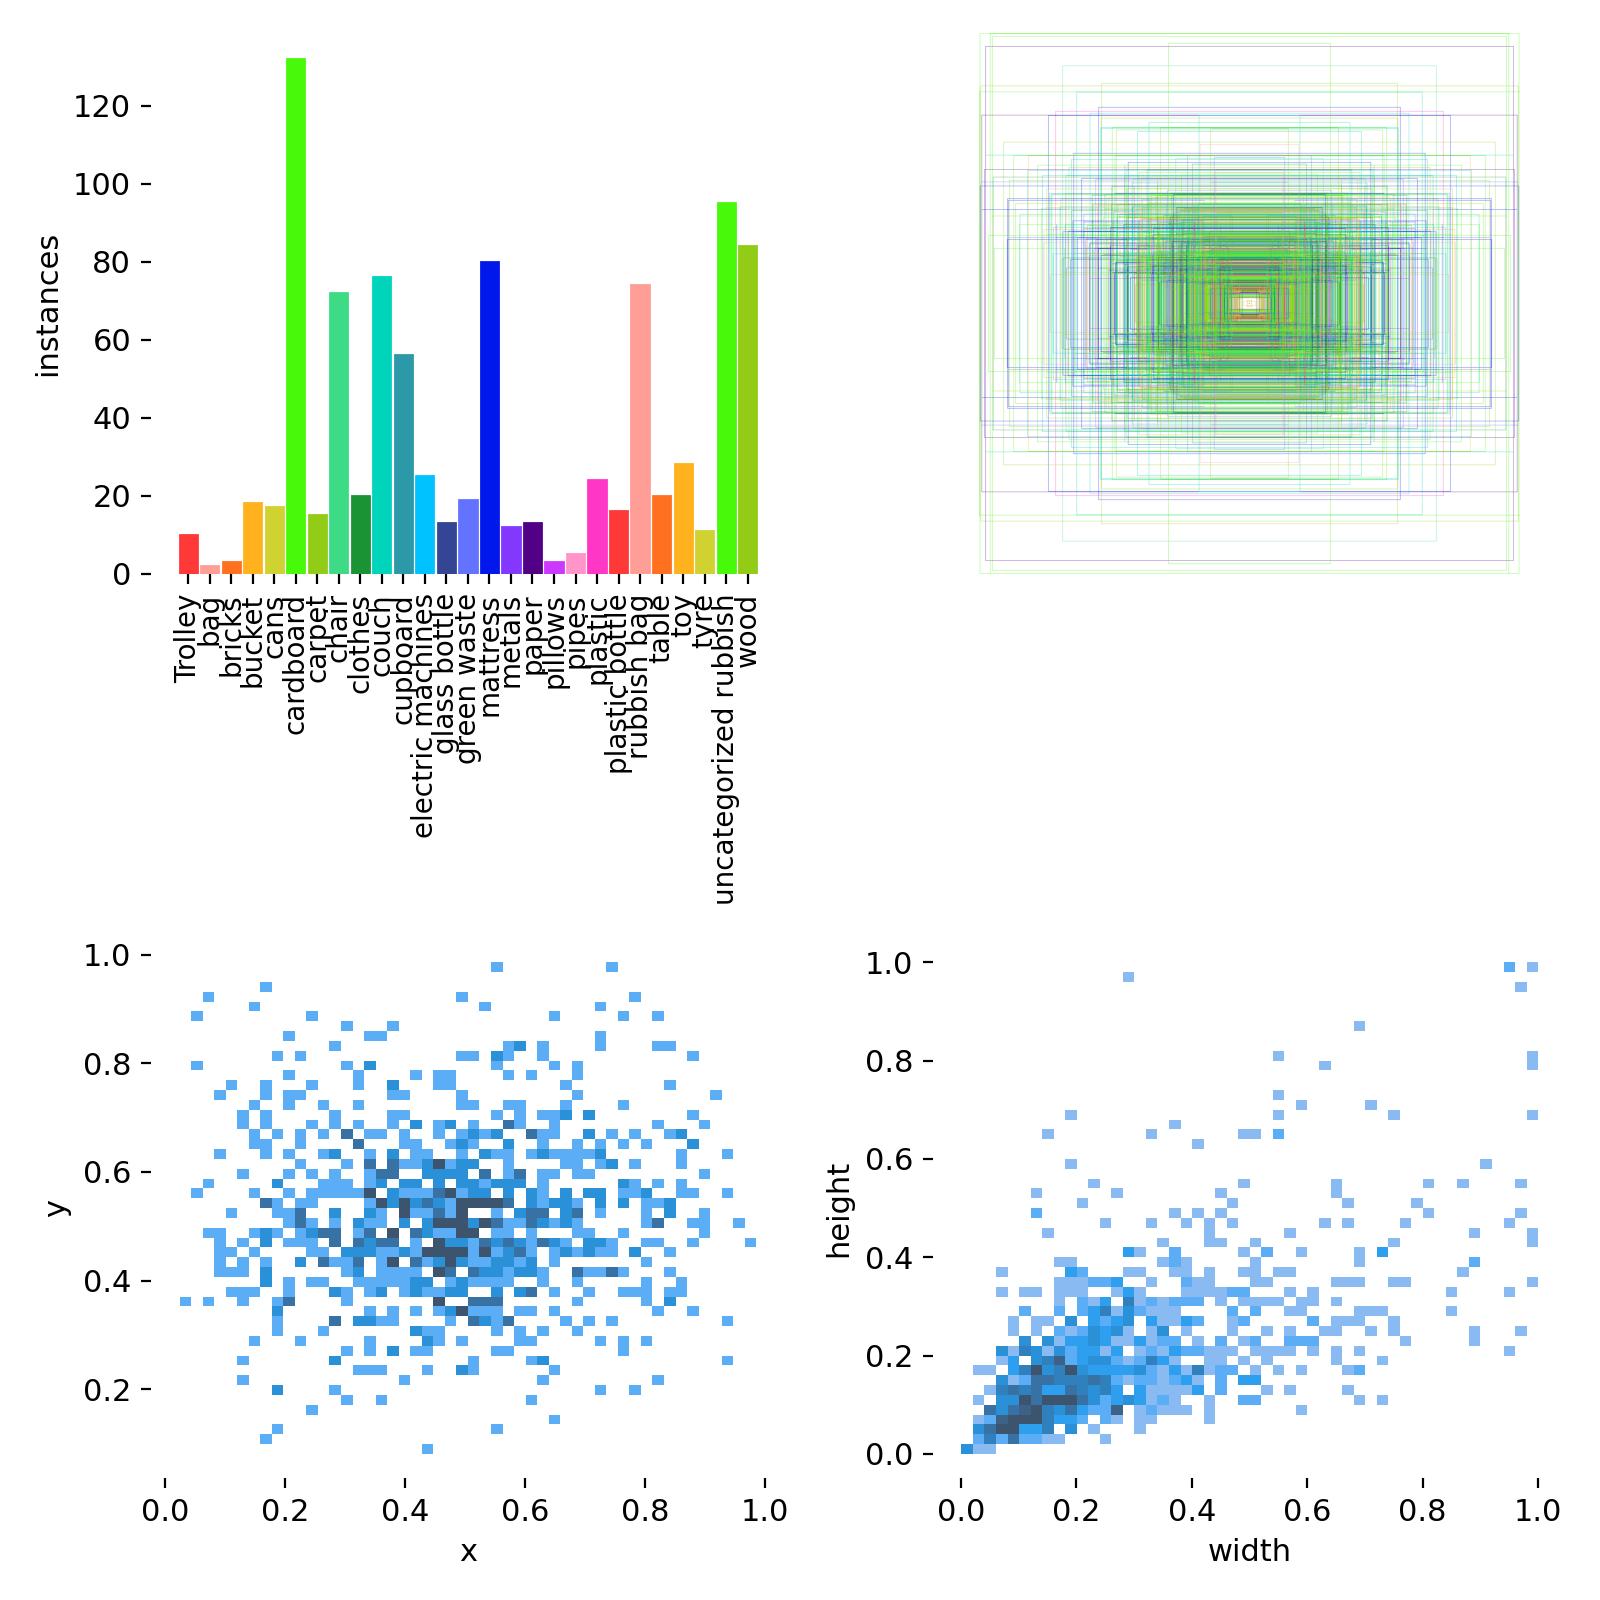 instances
120
100
80
60
40
20
0
Trolley
bag
bricks
bucket
cans
cardboard
carpet
chair
clothes
couch
cupboard
electric machines
glass bottle
green waste
mattress
metals
paper
pillows
pipes
plastic
plastic bottle
rubbish bag
table
toy
tyre
uncategorized rubbish
wood
y
1.0
0.8
0.6
0.4
0.2
0.0 0.2 0.4 0.6 0.8 1.0
x
height
1.0
0.8
0.6
0.4
0.2
0.0
0.0 0.2 0.4 0.6 0.8 1.0
width